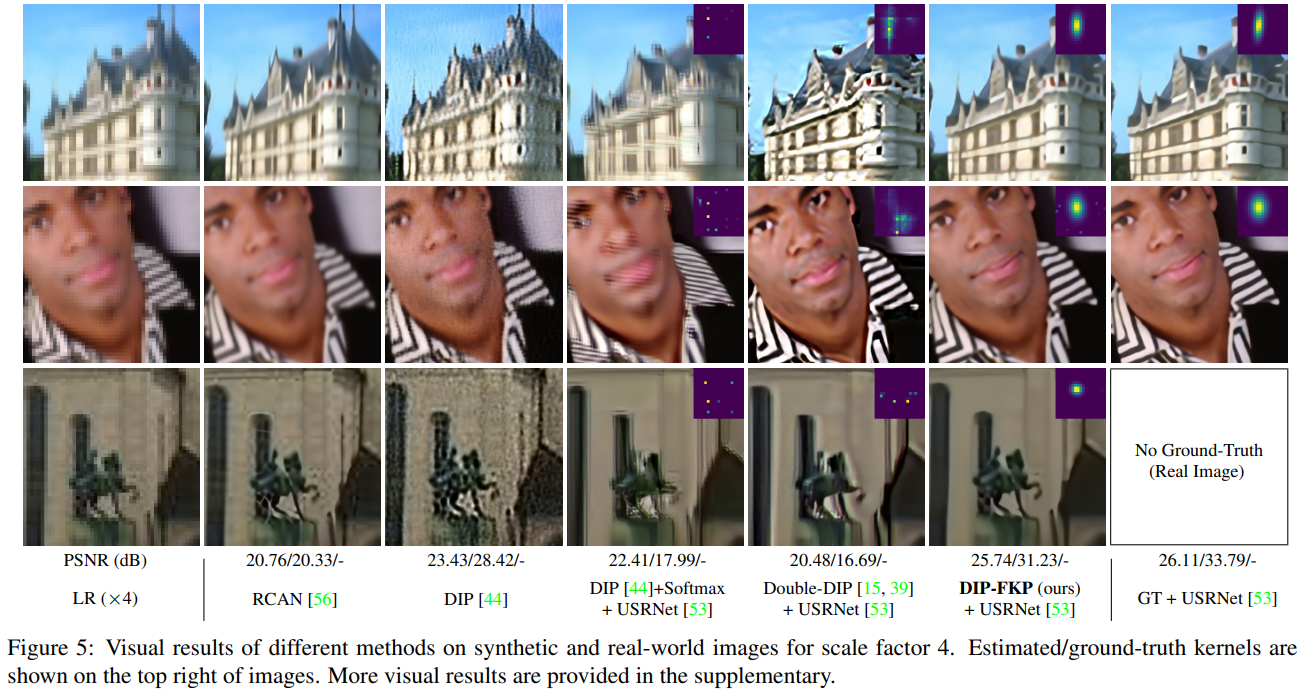 No Ground-Truth
(Real Image)
PSNR (dB)
20.76/20.33/-
23.43/28.42/-
22.41/17.99/-
20.48/16.69/-
25.74/31.23/-
26.11/33.79/-
LR (×4)
RCAN [56]
DIP [44]
DIP [44]+Softmax
+ USRNet [53]
Double-DIP [15, 39]
+ USRNet [53]
DIP-FKP (ours)
+ USRNet [53]
GT + USRNet [53]
Figure 5: Visual results of different methods on synthetic and real-world images for scale factor 4. Estimated/ground-truth kernels are
shown on the top right of images. More visual results are provided in the supplementary.